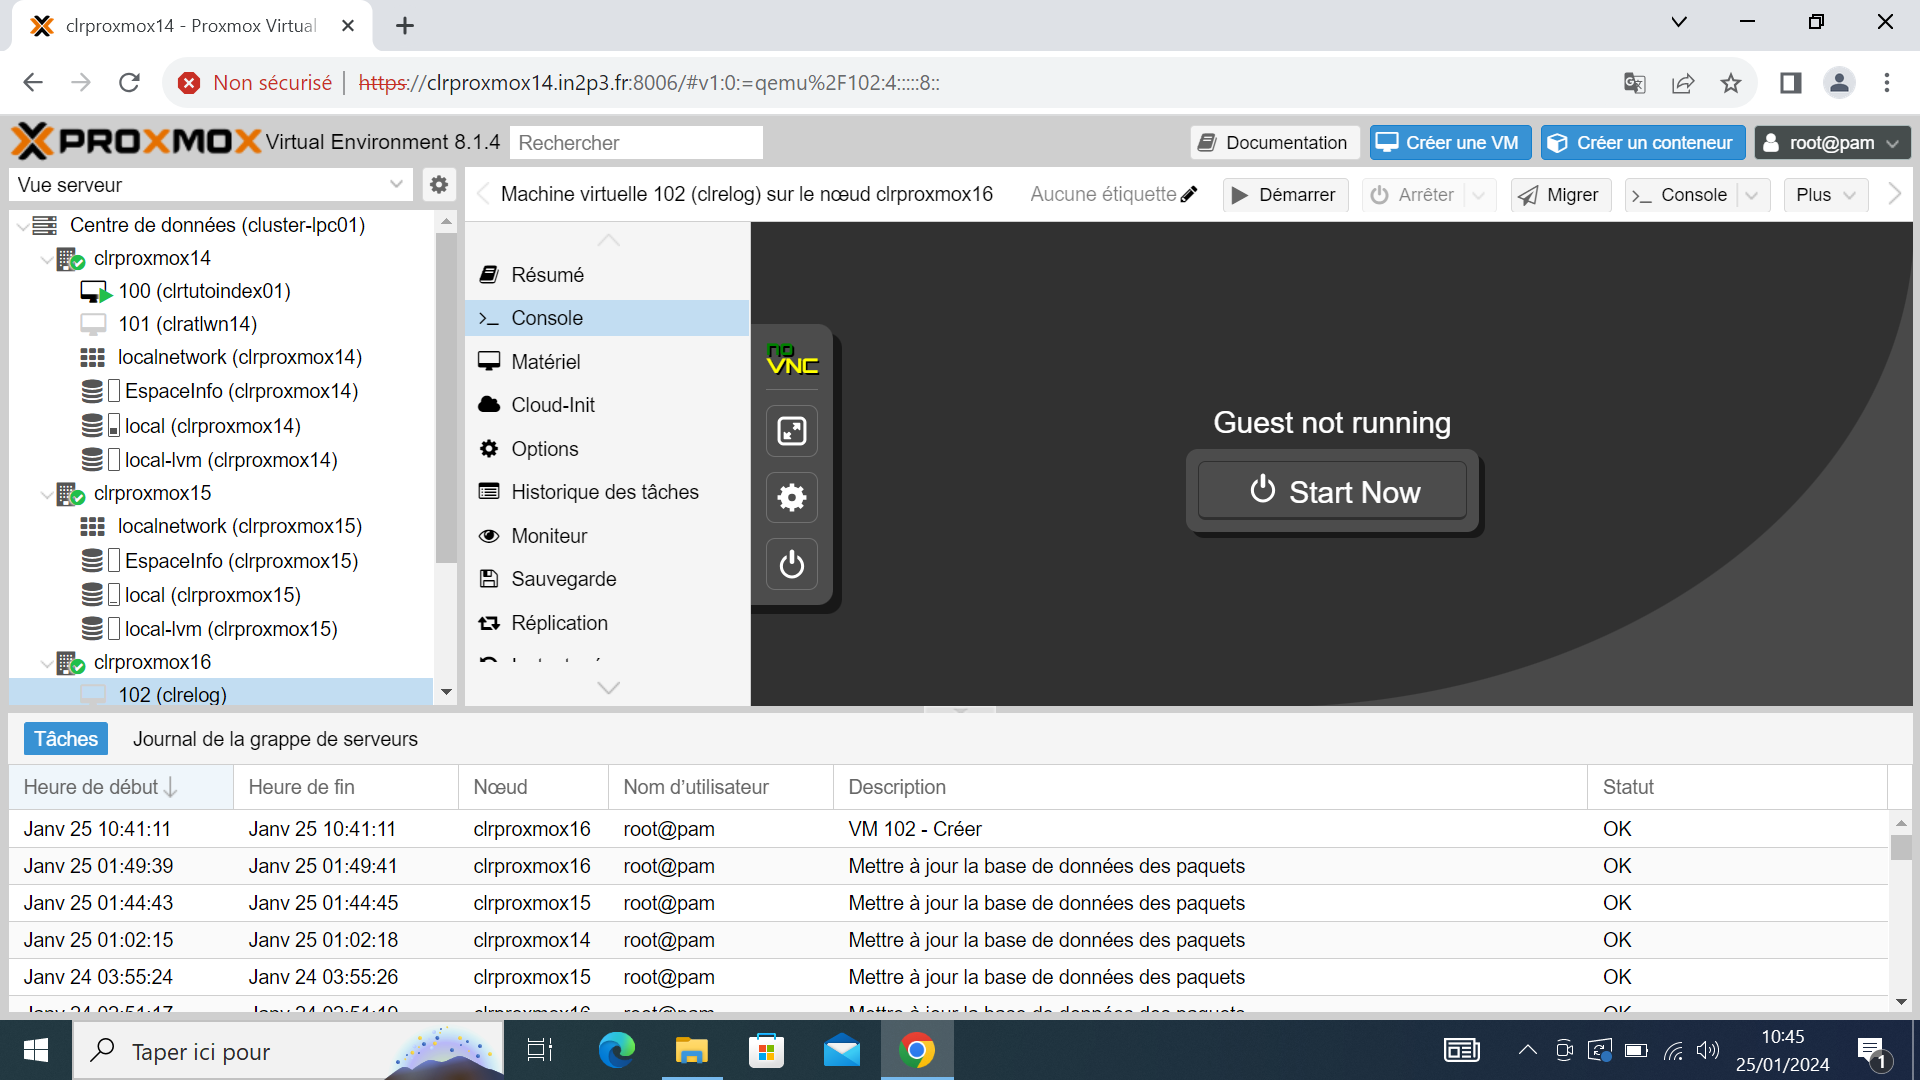 clrproxmox14 - Proxmox Virtual
Non sécurisé
https://clrproxmox14.in2p3.fr:8006/#v1:0:=qemu%2F102:4:::::8::
PROXMOX Virtual Environment 8.1.4
Rechercher
Documentation
Créer une VM
Créer un conteneur
root@pam
Vue serveur
Machine virtuelle 102 (clrelog) sur le nœud clrproxmox16
Aucune étiquette
Démarrer
Arrêter
Migrer
Console
Plus
Centre de données (cluster-lpc01)
clrproxmox14
100 (clrtutoindex01)
101 (clratlwn14)
localnetwork (clrproxmox14)
EspaceInfo (clrproxmox14)
local (clrproxmox14)
local-lvm (clrproxmox14)
clrproxmox15
localnetwork (clrproxmox15)
EspaceInfo (clrproxmox15)
local (clrproxmox15)
local-lvm (clrproxmox15)
clrproxmox16
102 (clrelog)
Résumé
Console
Matériel
Cloud-Init
Options
Historique des tâches
Moniteur
Sauvegarde
Réplication
no
VNC
Guest not running
Start Now
Tâches
Journal de la grappe de serveurs
Heure de début Heure de fin Nœud Nom d’utilisateur Description Statut
Janv 25 10:41:11 Janv 25 10:41:11 clrproxmox16 root@pam VM 102 - Créer OK
Janv 25 01:49:39 Janv 25 01:49:41 clrproxmox16 root@pam Mettre à jour la base de données des paquets OK
Janv 25 01:44:43 Janv 25 01:44:45 clrproxmox15 root@pam Mettre à jour la base de données des paquets OK
Janv 25 01:02:15 Janv 25 01:02:18 clrproxmox14 root@pam Mettre à jour la base de données des paquets OK
Janv 24 03:55:24 Janv 24 03:55:26 clrproxmox15 root@pam Mettre à jour la base de données des paquets OK
Taper ici pour
10:45
25/01/2024
1